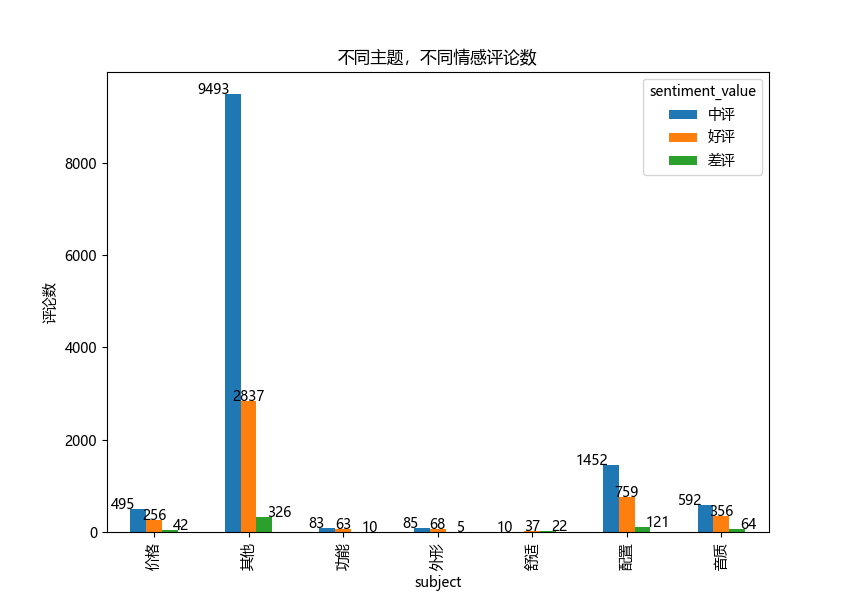 不同主题，不同情感评论数
sentiment_value
中评
好评
差评
评论数
8000
6000
4000
2000
0
495
256
42
9493
2837
326
83
63
10
85
68
5
10
37
22
1452
759
121
592
356
64
价格
其他
功能
外形
舒适
配置
音质
subject